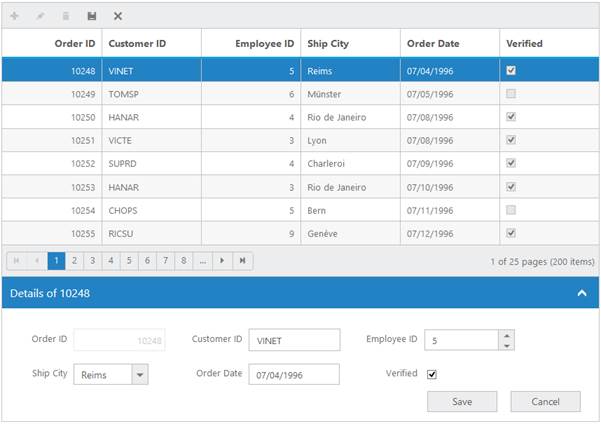 Order ID Customer ID Employee ID Ship City Order Date Verified
10248 VINET 5 Reims 07/04/1996
10249 TOMSP 6 Münster 07/05/1996
10250 HANAR 4 Rio de Janeiro 07/08/1996
10251 VICTE 3 Lyon 07/08/1996
10252 SUPRD 4 Charleroi 07/09/1996
10253 HANAR 3 Rio de Janeiro 07/10/1996
10254 CHOPS 5 Bern 07/11/1996
10255 RICSU 9 Genève 07/12/1996
1 2 3 4 5 6 7 8 ... 1 of 25 pages (200 items)
Details of 10248
Order ID 10248 Customer ID VINET Employee ID 5
Ship City Reims Order Date 07/04/1996 Verified
Save Cancel